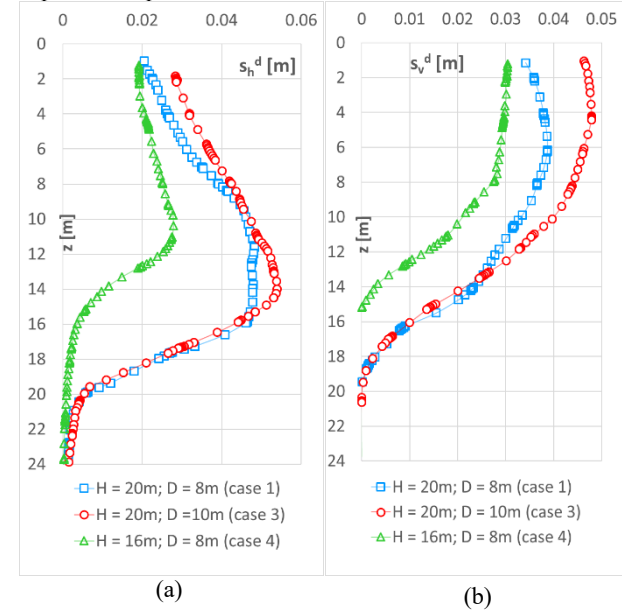 0 0.02 0.04 0.06
s_h^d [m]
0
2
4
6
8
10
12
14
16
18
20
22
24
z [m]
H = 20m; D = 8m (case 1)
H = 20m; D =10m (case 3)
H = 16m; D = 8m (case 4)
(a)
0 0.01 0.02 0.03 0.04 0.05
s_v^d [m]
0
2
4
6
8
10
12
14
16
18
20
22
24
z [m]
H = 20m; D = 8m (case 1)
H = 20m; D = 10m (case 3)
H = 16m; D = 8m (case 4)
(b)